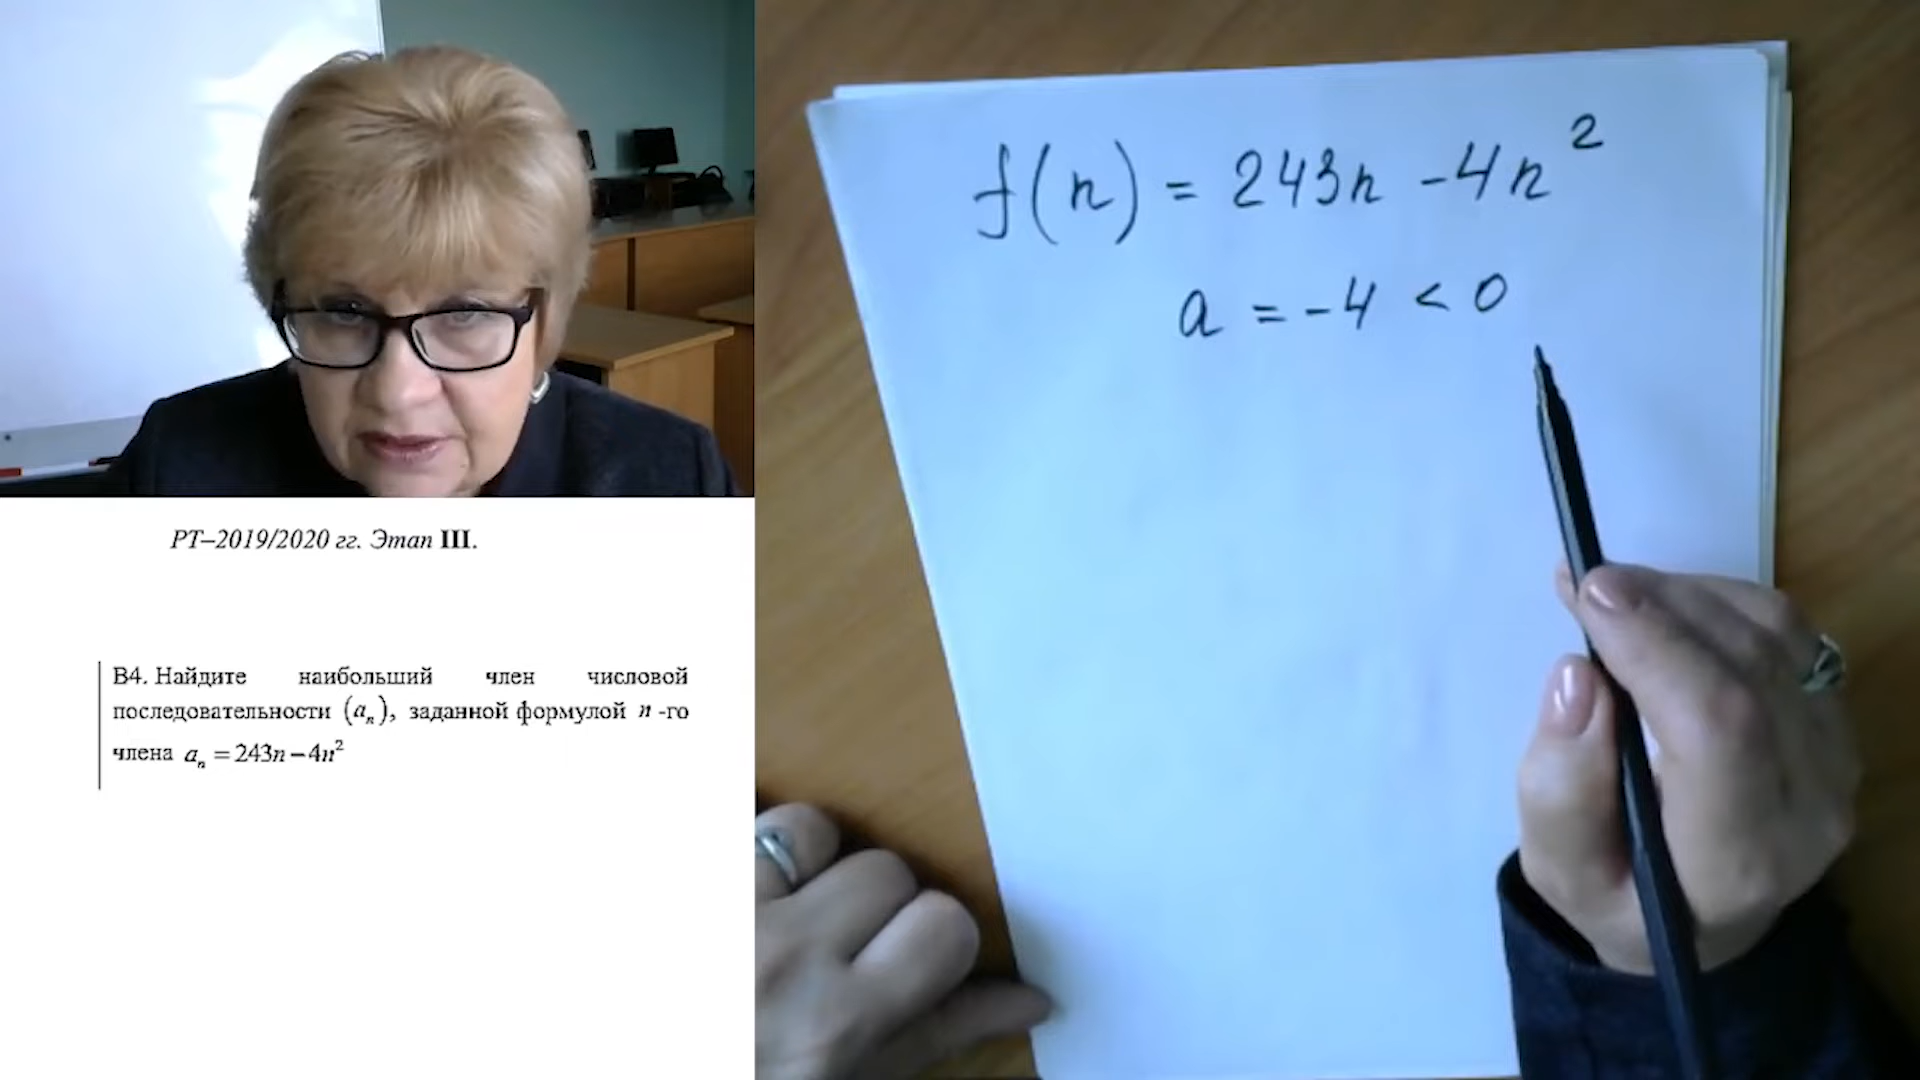 РТ–2019/2020 гг. Этап III.
В4. Найдите наибольший член числовой
последовательности (aₙ), заданной формулой n -го
члена aₙ = 243n – 4n²
f(n) = 243n - 4n²
a = -4 < 0